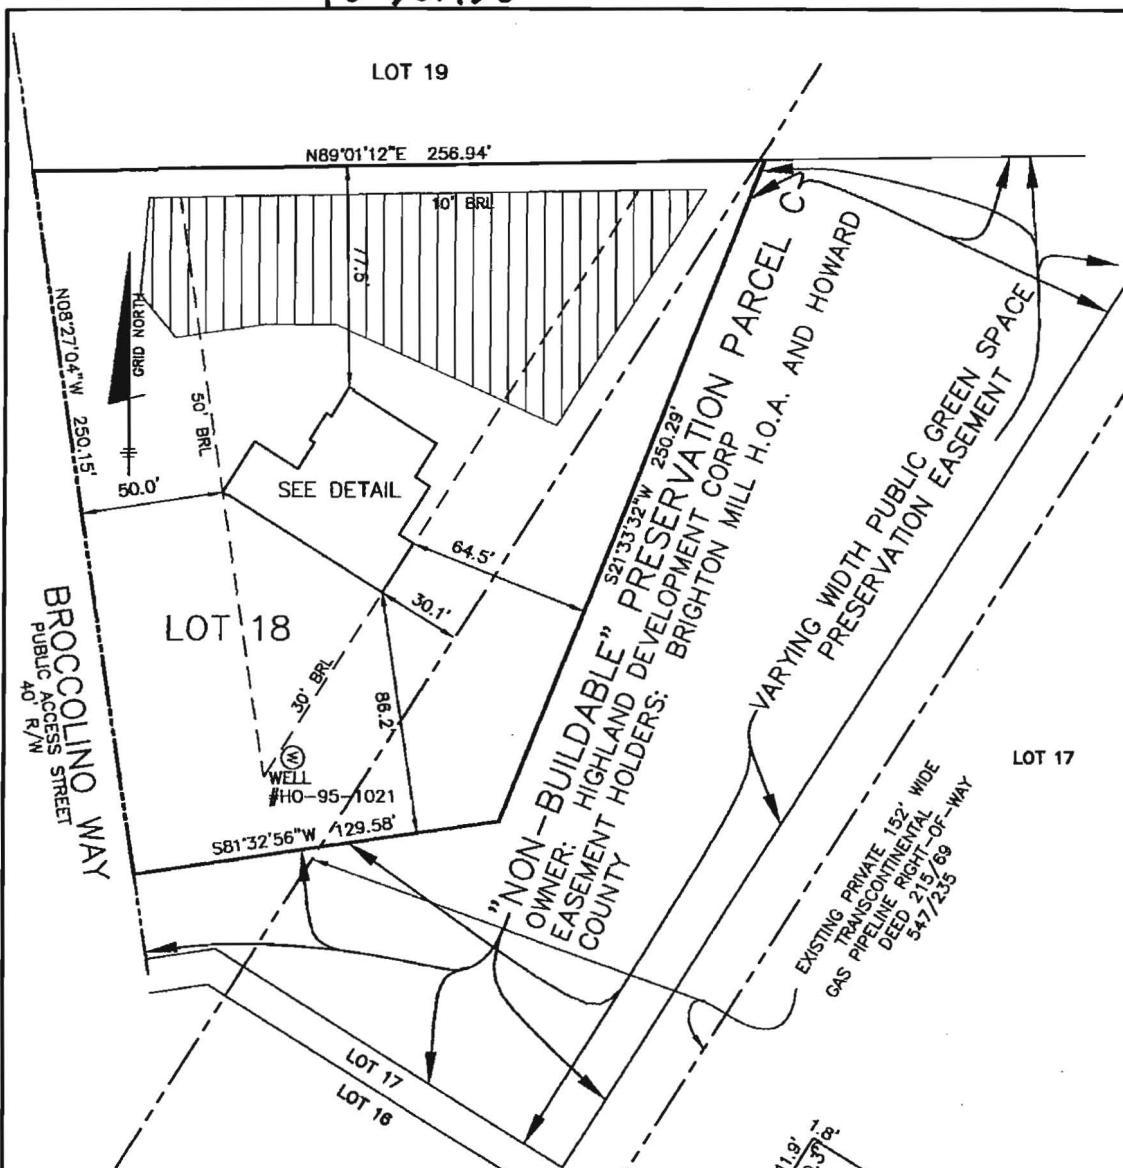 LOT 19
N89°01'12"E 256.94'
10' BRL
77.5'
N08°27'04"W 250.15'
GRID NORTH
50' BRL
50.0'
SEE DETAIL
64.5'
30.1'
S21°33'32"W 250.29'
LOT 18
30' BRL
86.2'
W
WELL
#HO-95-1021
S81°32'56"W 129.58'
BROCCOLINO WAY
PUBLIC ACCESS STREET
40' R/W
"NON-BUILDABLE" PRESERVATION PARCEL C
OWNER: HIGHLAND DEVELOPMENT CORP
EASEMENT HOLDERS: BRIGHTON MILL H.O.A. AND HOWARD
COUNTY
VARYING WIDTH PUBLIC GREEN SPACE
PRESERVATION EASEMENT
LOT 17
EXISTING PRIVATE 152' WIDE
TRANSCONTINENTAL
GAS PIPELINE RIGHT-OF-WAY
DEED 215/69
547/235
LOT 17
LOT 16